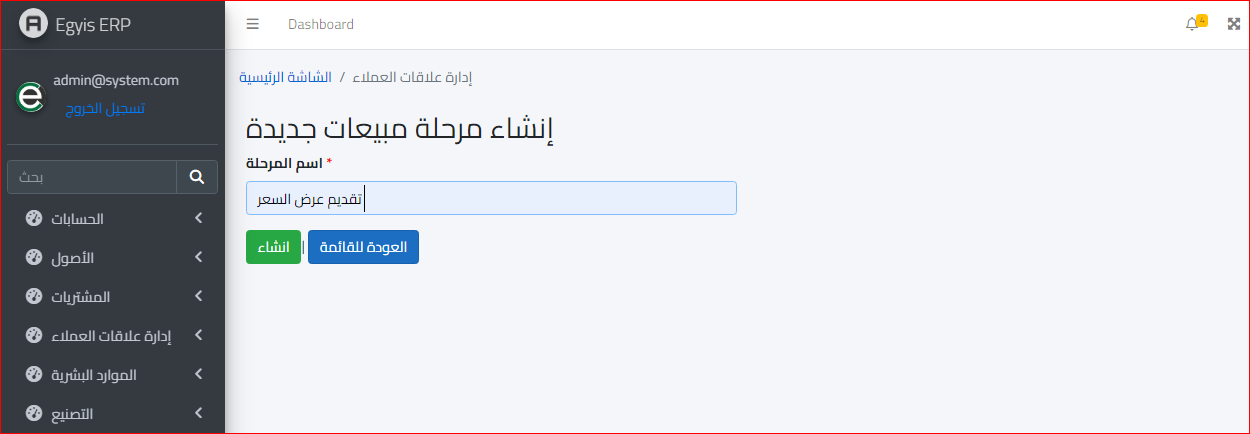 Egyis ERP
Dashboard
4
admin@system.com
تسجيل الخروج
بحث
الحسابات
الأصول
المشتريات
إدارة علاقات العملاء
الموارد البشرية
التصنيع
الشاشة الرئيسية / إدارة علاقات العملاء
إنشاء مرحلة مبيعات جديدة
اسم المرحلة *
تقديم عرض السعر
انشاء | العودة للقائمة